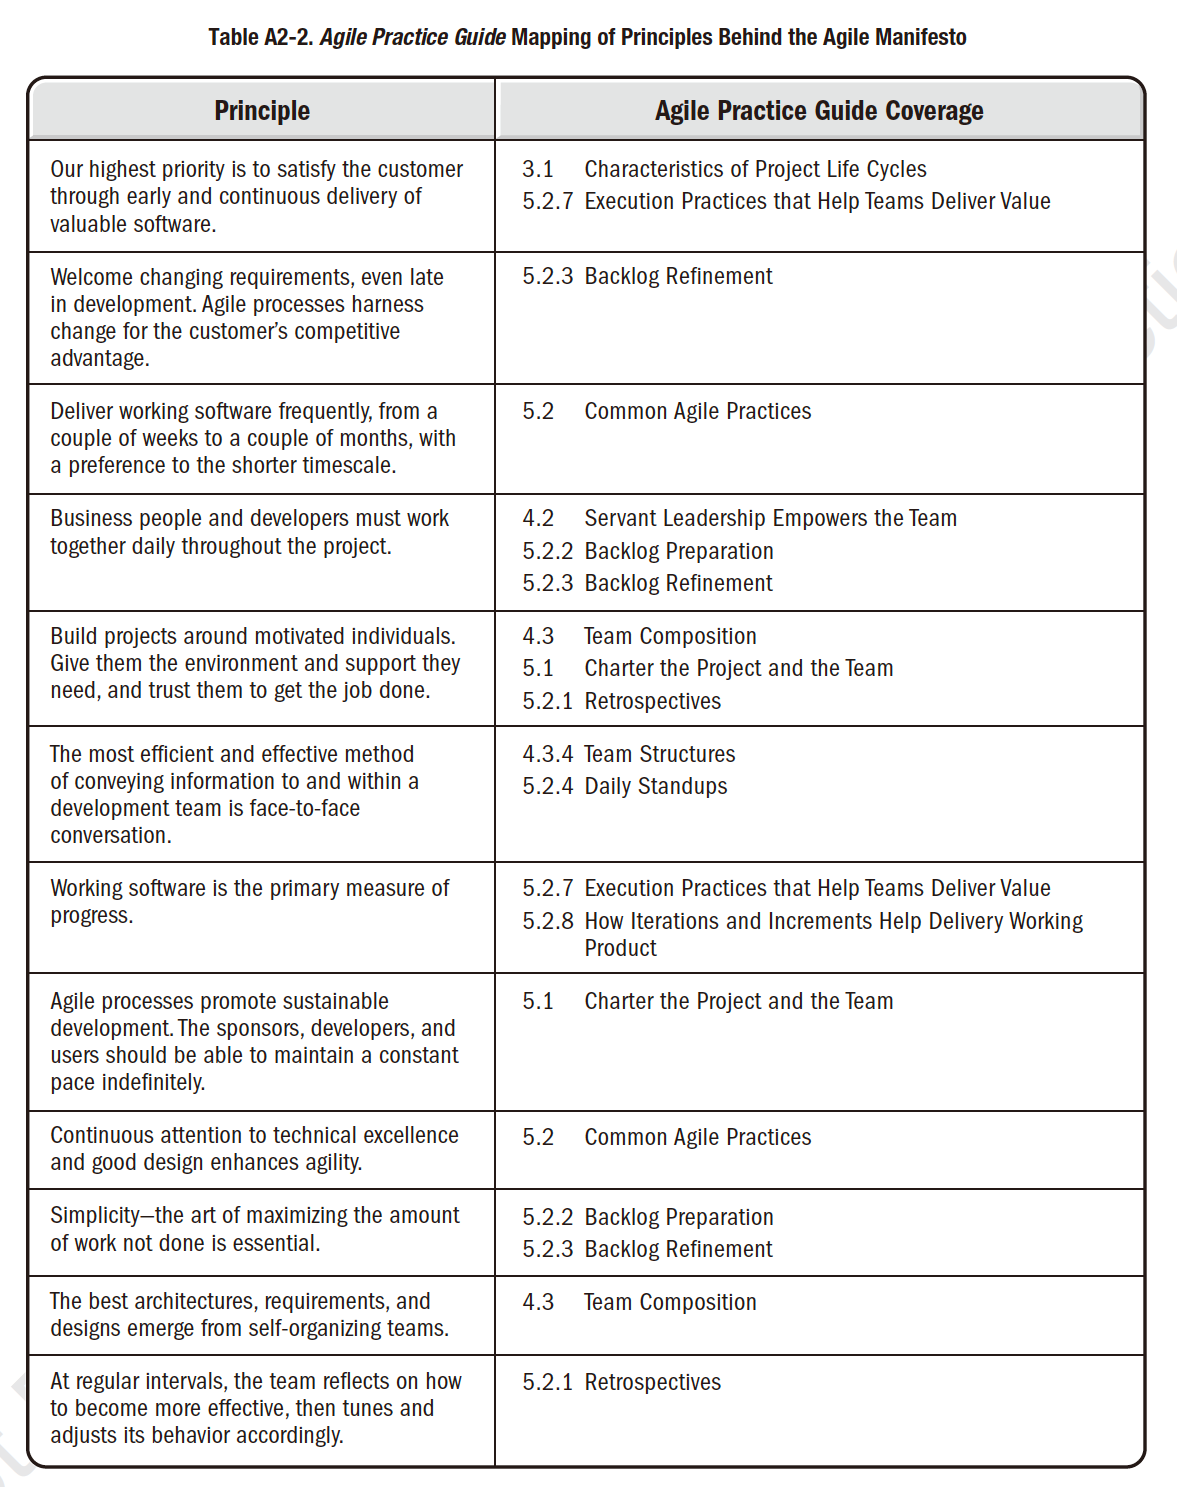 Table A2-2. Agile Practice Guide Mapping of Principles Behind the Agile Manifesto
Principle
Agile Practice Guide Coverage
Our highest priority is to satisfy the customer
through early and continuous delivery of
valuable software.
3.1 Characteristics of Project Life Cycles
5.2.7 Execution Practices that Help Teams Deliver Value
Welcome changing requirements, even late
in development. Agile processes harness
change for the customer’s competitive
advantage.
5.2.3 Backlog Refinement
Deliver working software frequently, from a
couple of weeks to a couple of months, with
a preference to the shorter timescale.
5.2 Common Agile Practices
Business people and developers must work
together daily throughout the project.
4.2 Servant Leadership Empowers the Team
5.2.2 Backlog Preparation
5.2.3 Backlog Refinement
Build projects around motivated individuals.
Give them the environment and support they
need, and trust them to get the job done.
4.3 Team Composition
5.1 Charter the Project and the Team
5.2.1 Retrospectives
The most efficient and effective method
of conveying information to and within a
development team is face-to-face
conversation.
4.3.4 Team Structures
5.2.4 Daily Standups
Working software is the primary measure of
progress.
5.2.7 Execution Practices that Help Teams Deliver Value
5.2.8 How Iterations and Increments Help Delivery Working
Product
Agile processes promote sustainable
development. The sponsors, developers, and
users should be able to maintain a constant
pace indefinitely.
5.1 Charter the Project and the Team
Continuous attention to technical excellence
and good design enhances agility.
5.2 Common Agile Practices
Simplicity—the art of maximizing the amount
of work not done is essential.
5.2.2 Backlog Preparation
5.2.3 Backlog Refinement
The best architectures, requirements, and
designs emerge from self-organizing teams.
4.3 Team Composition
At regular intervals, the team reflects on how
to become more effective, then tunes and
adjusts its behavior accordingly.
5.2.1 Retrospectives